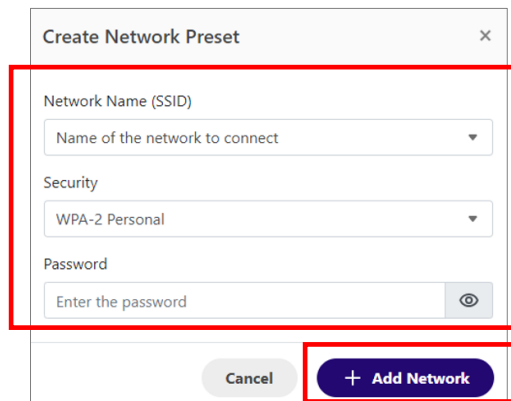 Create Network Preset
Network Name (SSID)
Name of the network to connect
Security
WPA-2 Personal
Password
Enter the password
Cancel
+ Add Network